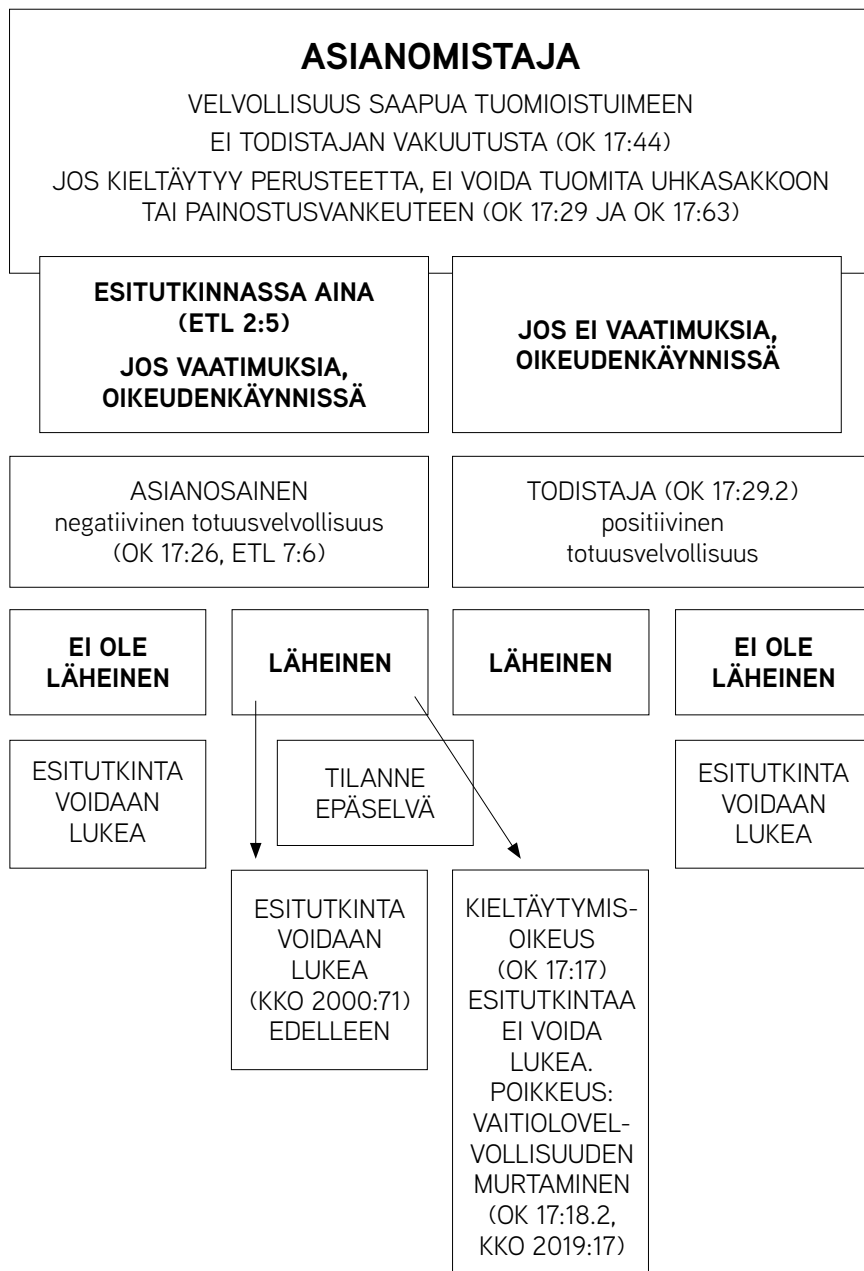 ASIANOMISTAJA
VELVOLLISUUS SAAPUA TUOMIOISTUIMEEN
EI TODISTAJAN VAKUUTUSTA (OK 17:44)
JOS KIELTÄYTYY PERUSTEETTA, EI VOIDA TUOMITA UHKASAKKOON
TAI PAINOSTUSVANKEUTEEN (OK 17:29 JA OK 17:63)
ESITUTKINNASSA AINA
(ETL 2:5)
JOS VAATIMUKSIA,
OIKEUDENKÄYNNISSÄ
JOS EI VAATIMUKSIA,
OIKEUDENKÄYNNISSÄ
ASIANOSAINEN
negatiivinen totuusvelvollisuus
(OK 17:26, ETL 7:6)
TODISTAJA (OK 17:29.2)
positiivinen
totuusvelvollisuus
EI OLE
LÄHEINEN
LÄHEINEN
LÄHEINEN
EI OLE
LÄHEINEN
ESITUTKINTA
VOIDAAN
LUKEA
TILANNE
EPÄSELVÄ
ESITUTKINTA
VOIDAAN
LUKEA
ESITUTKINTA
VOIDAAN
LUKEA
(KKO 2000:71)
EDELLEEN
KIELTÄYTYMIS-
OIKEUS
(OK 17:17)
ESITUTKINTAA
EI VOIDA
LUKEA.
POIKKEUS:
VAITIOLOVEL-
VOLLISUUDEN
MURTAMINEN
(OK 17:18.2,
KKO 2019:17)